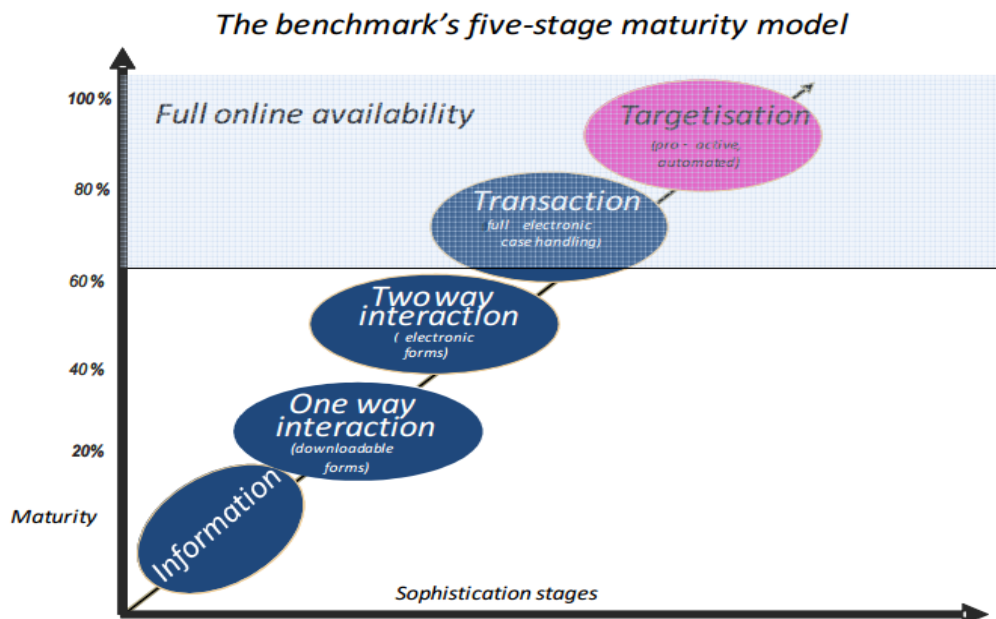 The benchmark's five-stage maturity model
100%
Full online availability
Targetisation
(pro - active,
automated)
80%
Transaction
(full electronic
case handling)
60%
Two way
interaction
( electronic
forms)
40%
One way
interaction
(downloadable
forms)
20%
Information
Maturity
Sophistication stages